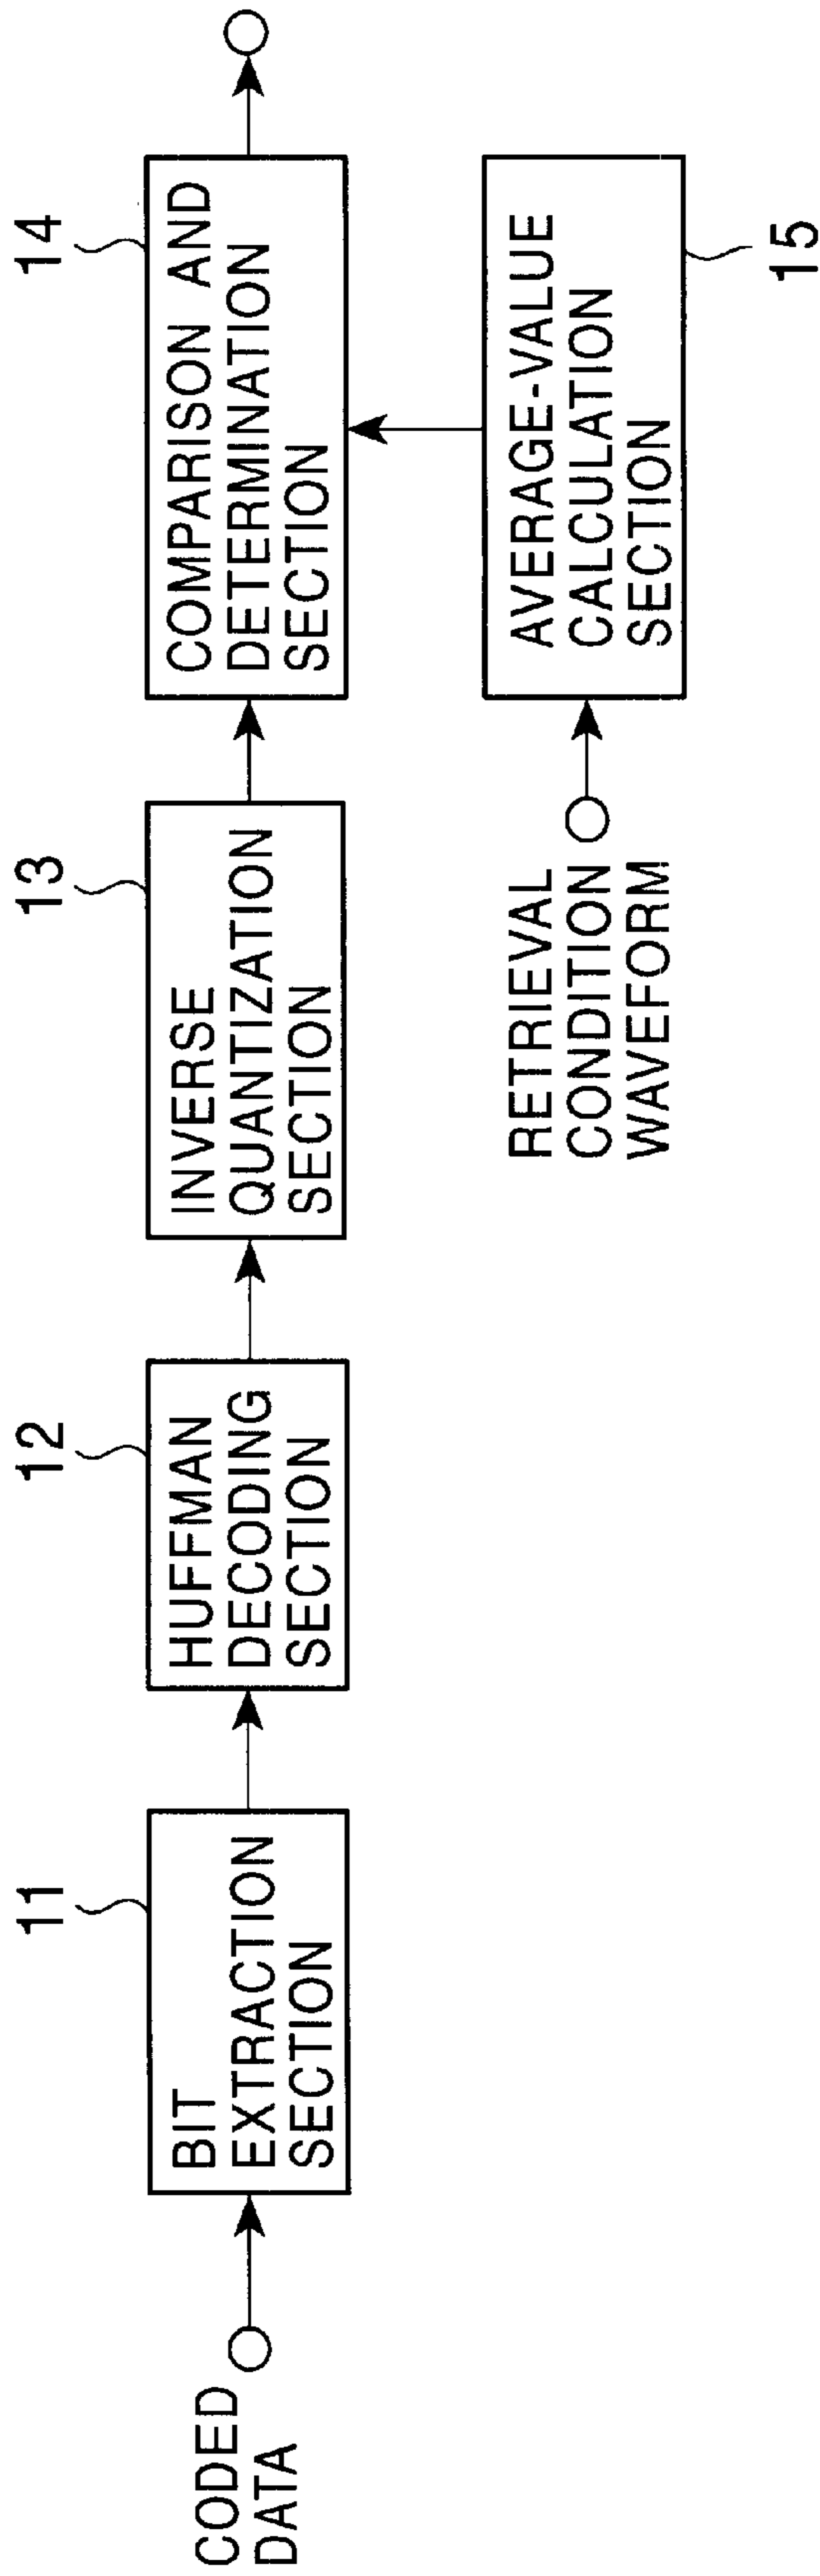 CODED
DATA
11
BIT
EXTRACTION
SECTION
12
HUFFMAN
DECODING
SECTION
13
INVERSE
QUANTIZATION
SECTION
14
COMPARISON AND
DETERMINATION
SECTION
RETRIEVAL
CONDITION
WAVEFORM
AVERAGE-VALUE
CALCULATION
SECTION
15